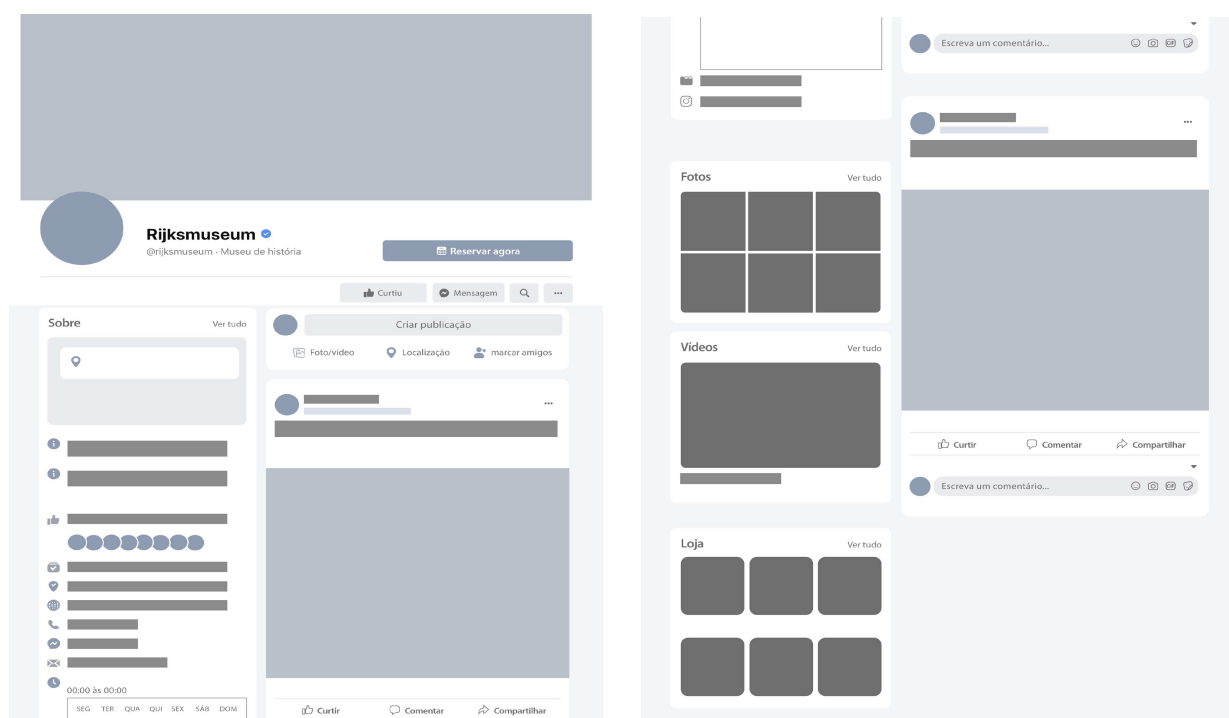 Rijksmuseum
@rijksmuseum · Museu de história
Reservar agora
Curtiu
Mensagem
Sobre
Ver tudo
Criar publicação
Foto/vídeo
Localização
marcar amigos
00:00 às 00:00
SEG TER QUA QUI SEX SÁB DOM
Curtir
Comentar
Compartilhar
Escreva um comentário...
GIF
Fotos
Ver tudo
Vídeos
Ver tudo
Curtir
Comentar
Compartilhar
Escreva um comentário...
GIF
Loja
Ver tudo